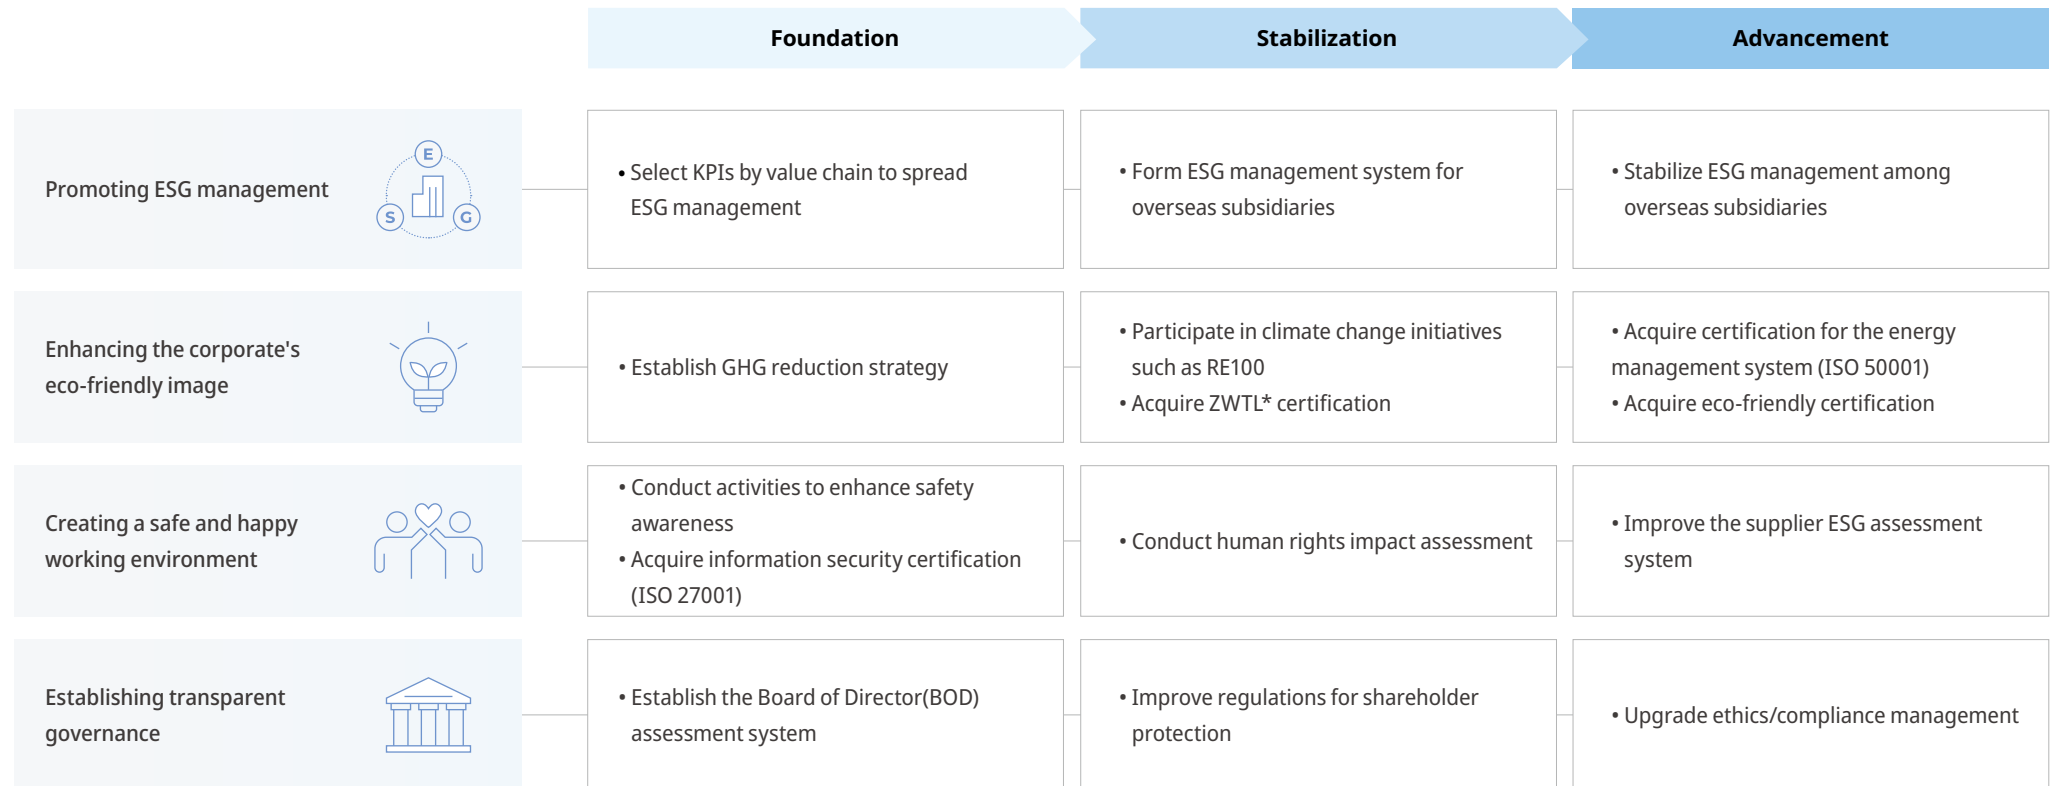 Foundation
Stabilization
Advancement
Promoting ESG management
E
S
G
• Select KPIs by value chain to spread
ESG management
• Form ESG management system for
overseas subsidiaries
• Stabilize ESG management among
overseas subsidiaries
Enhancing the corporate's
eco-friendly image
• Establish GHG reduction strategy
• Participate in climate change initiatives
such as RE100
• Acquire ZWTL* certification
• Acquire certification for the energy
management system (ISO 50001)
• Acquire eco-friendly certification
Creating a safe and happy
working environment
• Conduct activities to enhance safety
awareness
• Acquire information security certification
(ISO 27001)
• Conduct human rights impact assessment
• Improve the supplier ESG assessment
system
Establishing transparent
governance
• Establish the Board of Director(BOD)
assessment system
• Improve regulations for shareholder
protection
• Upgrade ethics/compliance management